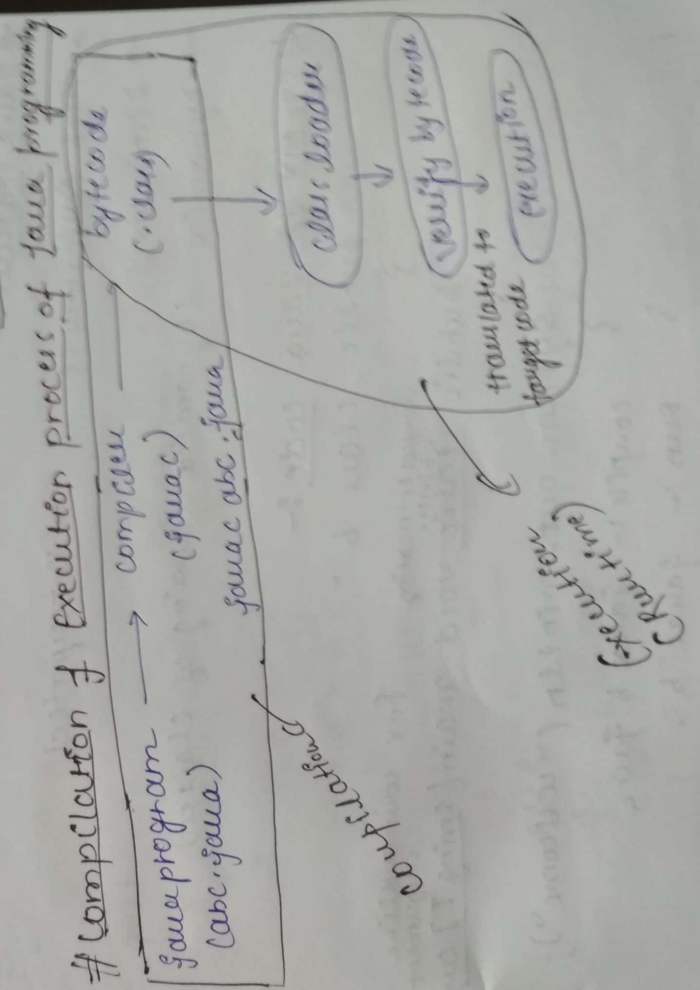 # Compilation & Execution process of Java programming
Java program → compiler → bytecode
(abc.java) (javac) (.class)
javac abc.java
class loader
verify bytecode
translated to
target code
execution
compilation
Execution
(Runtime)